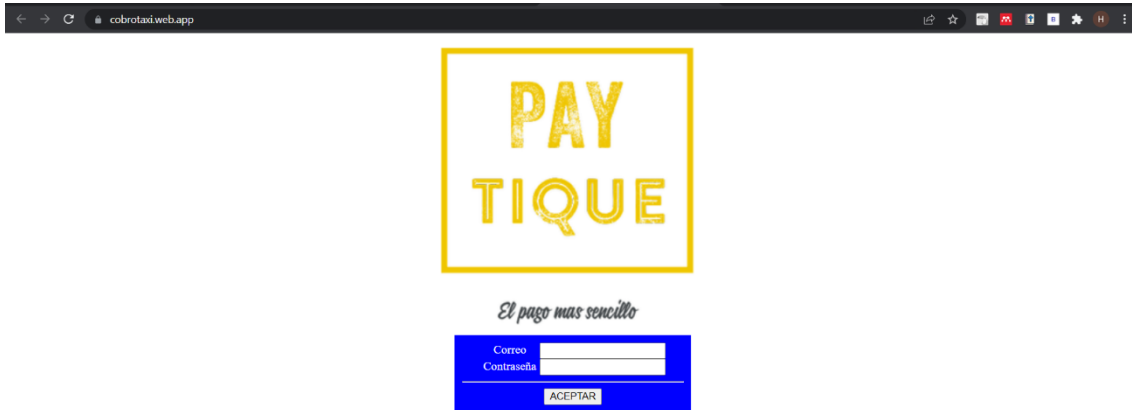 cobrotaxi.web.app
H
PAY
TIQUE
El pago mas sencillo
Correo
Contraseña
ACEPTAR